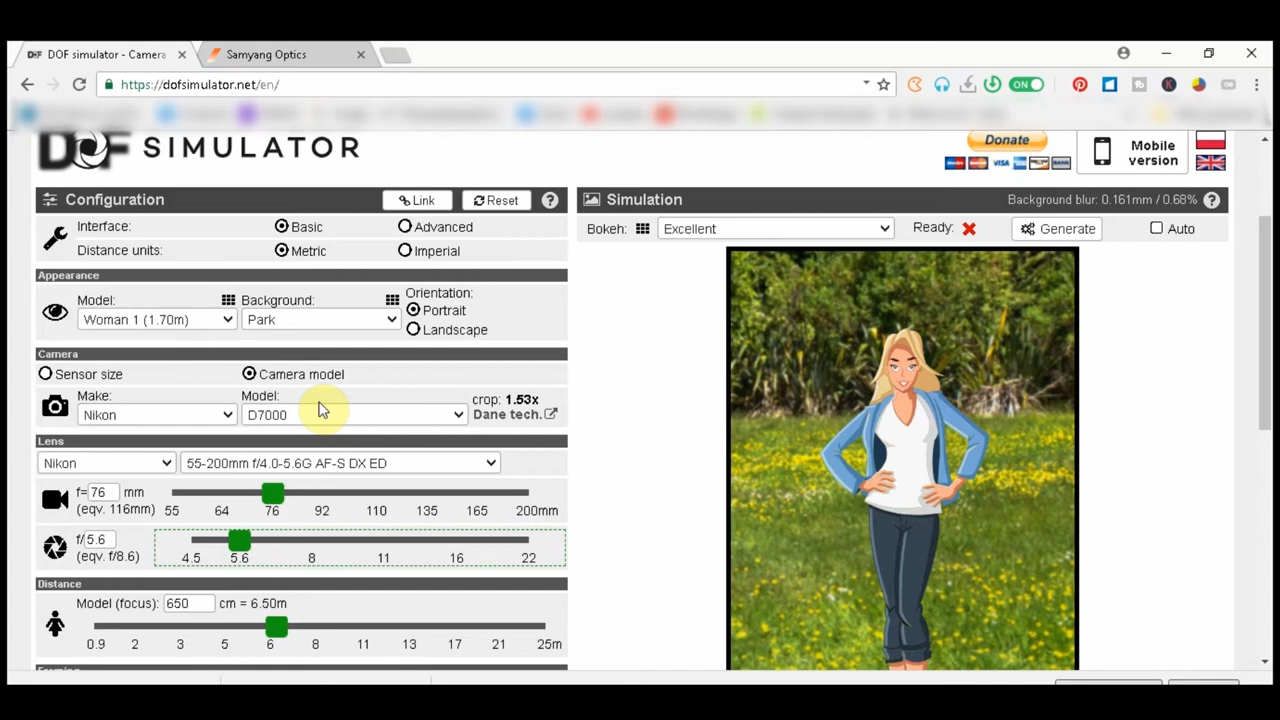 DOF simulator - Camera
Samyang Optics
https://dofsimulator.net/en/
ON
DOF SIMULATOR
Donate
VISA
Mobile version
Configuration
Link
Reset
?
Simulation
Background blur: 0.161mm / 0.68%
?
Interface:
Basic
Advanced
Bokeh:
Excellent
Ready:
Generate
Auto
Distance units:
Metric
Imperial
Appearance
Model:
Background:
Orientation:
Woman 1 (1.70m)
Park
Portrait
Landscape
Camera
Sensor size
Camera model
Make:
Model:
crop: 1.53x
Nikon
D7000
Dane tech.
Lens
Nikon
55-200mm f/4.0-5.6G AF-S DX ED
f= 76 mm
(eqv. 116mm)
55 64 76 92 110 135 165 200mm
f/ 5.6
(eqv. f/8.6)
4.5 5.6 8 11 16 22
Distance
Model (focus): 650 cm = 6.50m
0.9 2 3 5 6 8 11 13 17 21 25m